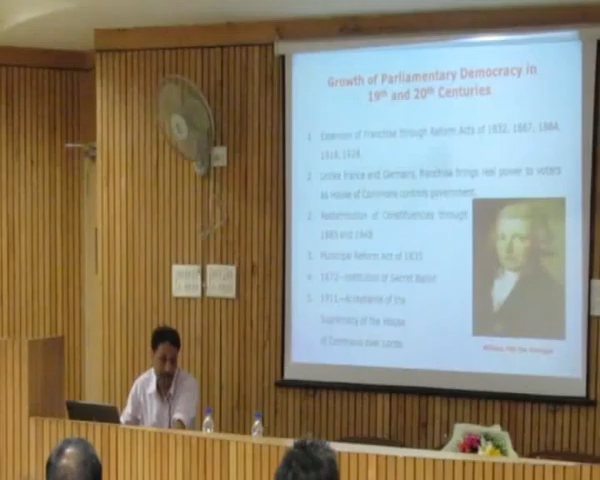 Growth of Parliamentary Democracy in
19th and 20th Centuries
1. Extension of Franchise through Reform Acts of 1832, 1867, 1884,
1918, 1928
2. Unlike France and Germany, franchise brings real power to voters
as House of Commons controls government.
2. of Constituencies through
1885 and
3. Municipal Reform Act of 1835
4. 1872—Institution of Secret Ballot
5. 1911—Acceptance of the
Supremacy of the House
of Commons over Lords
William Pitt the Younger